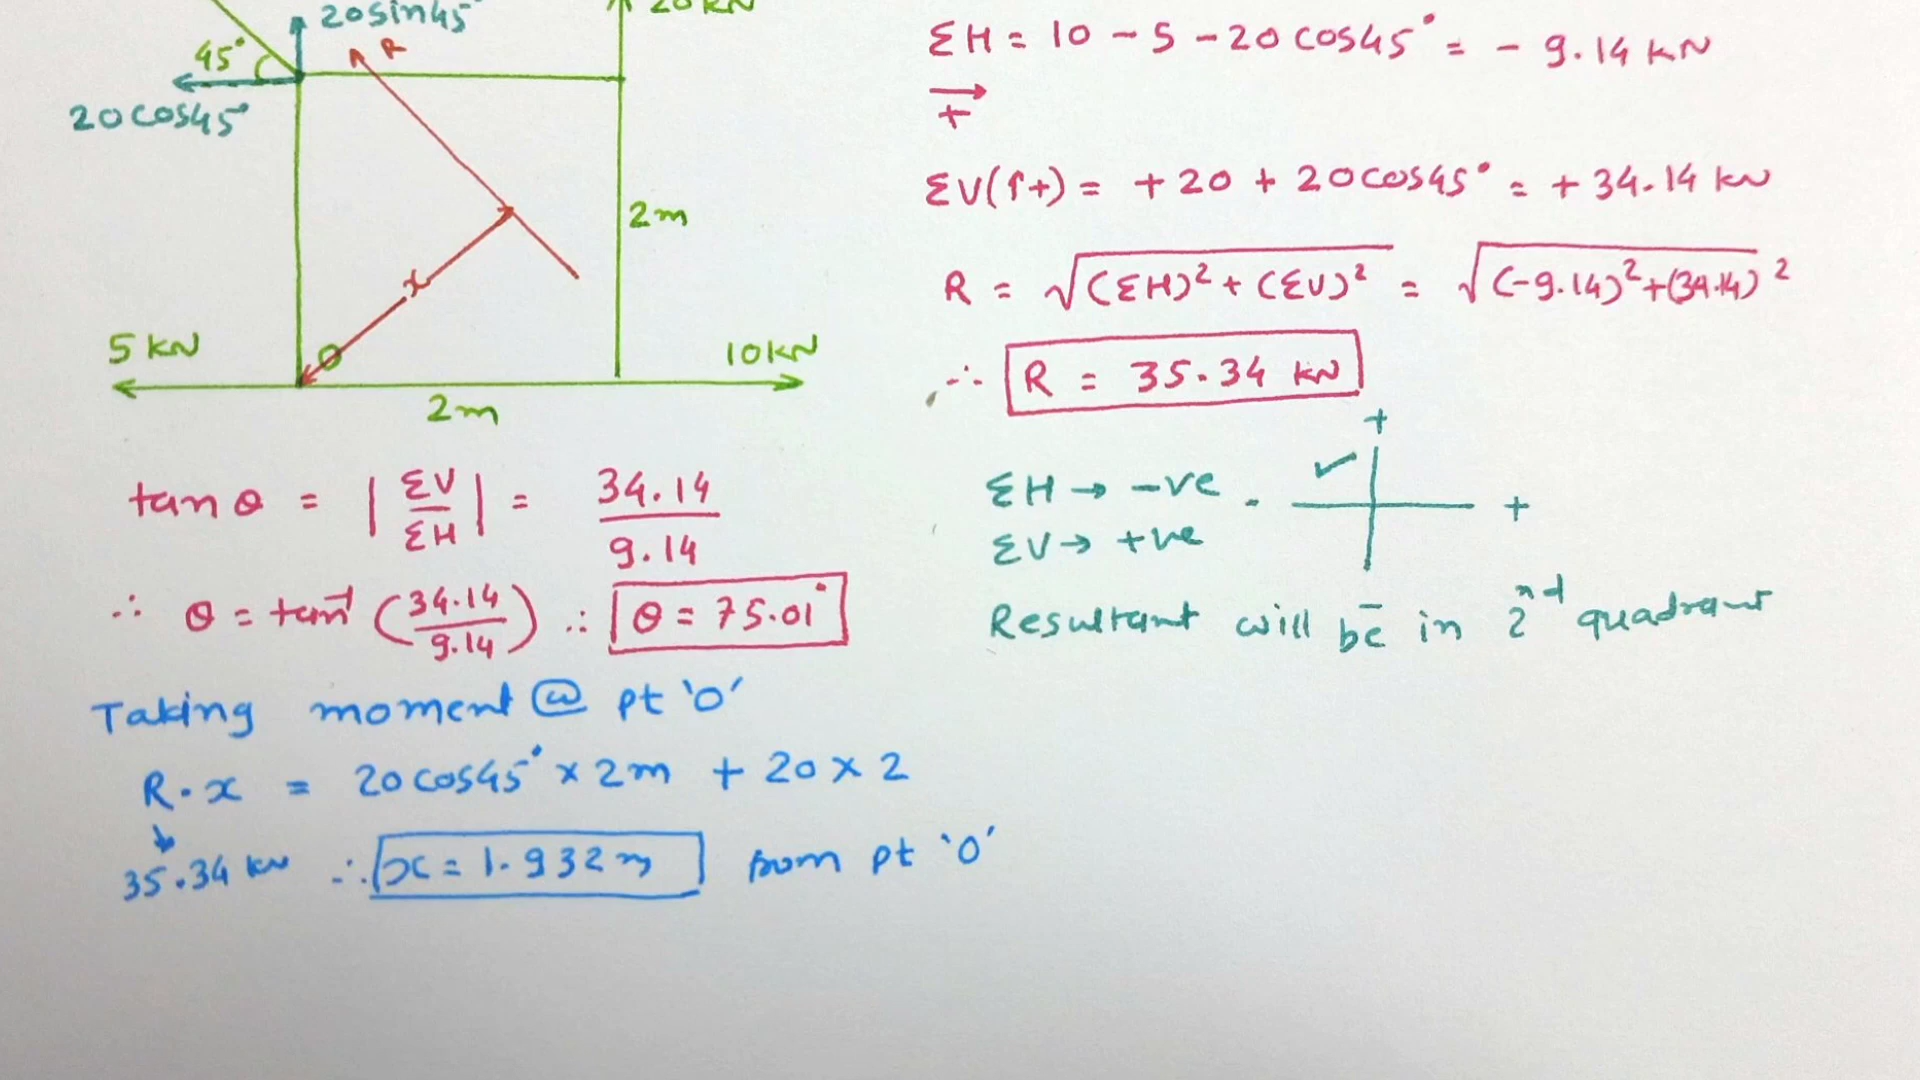 20sin45°
20 kN
45°
R
20cos45°
2m
x
5 kN
O
10kN
2m
ΣH = 10 - 5 - 20 cos45° = - 9.14 kN
+
ΣV(↑+) = +20 + 20cos45° = + 34.14 kN
R = √(ΣH)² + (ΣV)² = √(-9.14)² + (34.14)²
∴ R = 35.34 kN
tan θ = |ΣV/ΣH| = 34.14/9.14
∴ θ = tan⁻¹ (34.14/9.14) ∴ θ = 75.01°
+
ΣH → -ve - +
ΣV → +ve
Resultant will be in 2nd quadrant
Taking moment @ pt 'O'
R·x = 20cos45° × 2m + 20 × 2
35.34 kN ∴ x = 1.932 m from pt 'O'